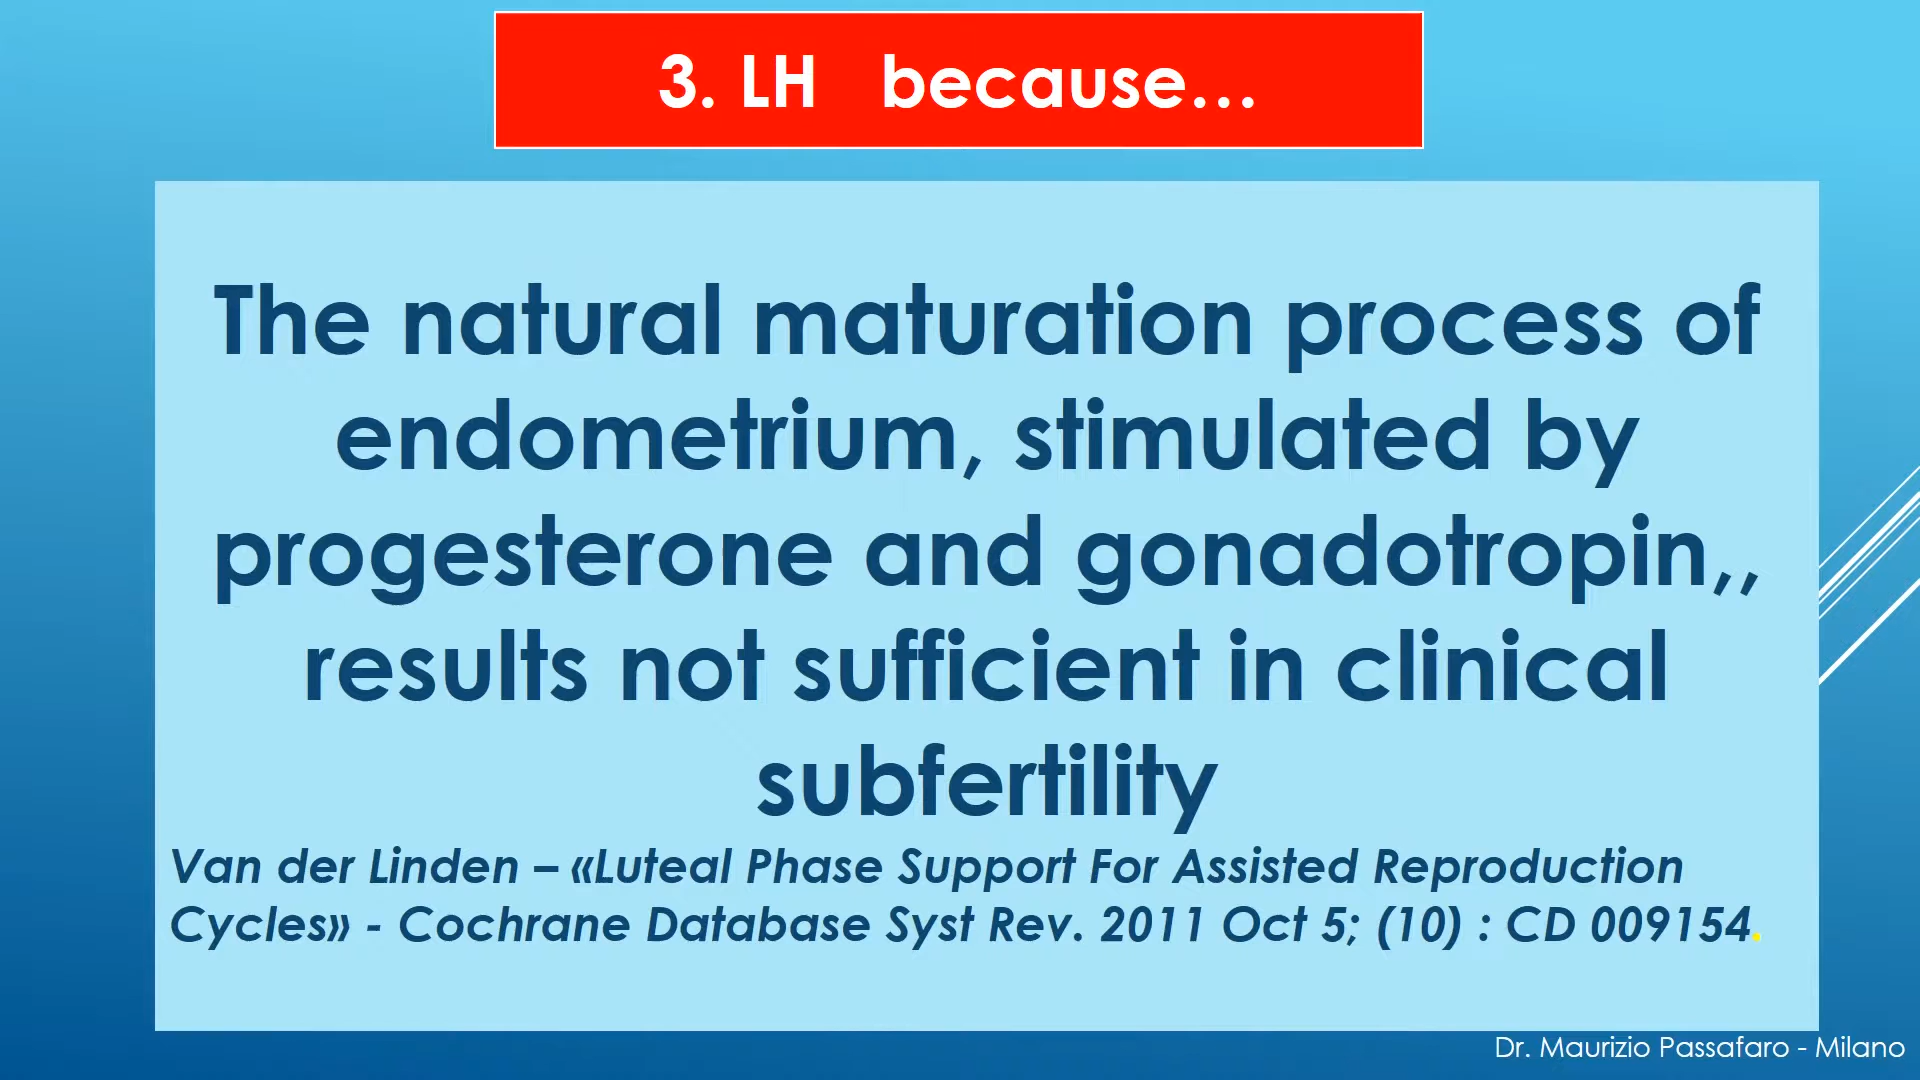 3. LH   because…
The natural maturation process of
endometrium, stimulated by
progesterone and gonadotropin,,
results not sufficient in clinical
subfertility
Van der Linden – «Luteal Phase Support For Assisted Reproduction
Cycles» - Cochrane Database Syst Rev. 2011 Oct 5; (10) : CD 009154.
Dr. Maurizio Passafaro - Milano